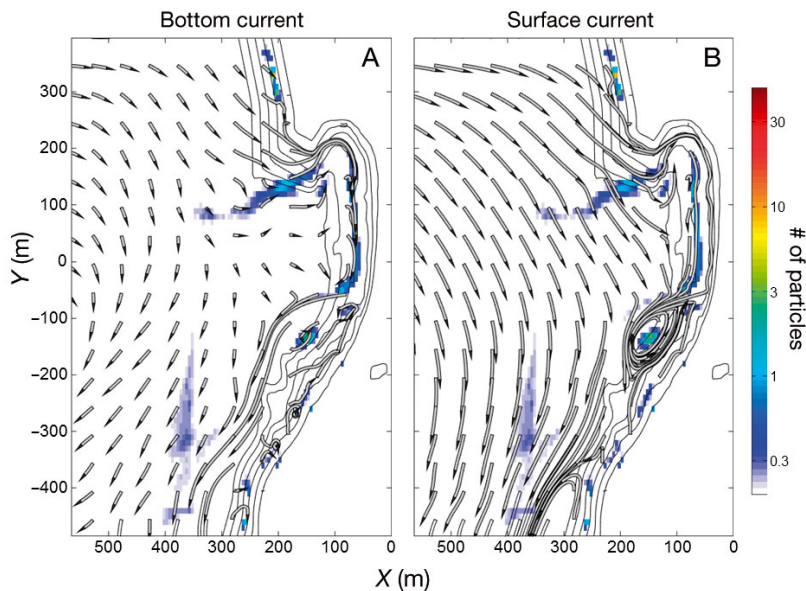 Bottom current
Surface current
A
B
300
200
100
0
−100
−200
−300
−400
Y (m)
500 400 300 200 100 0
500 400 300 200 100 0
X (m)
30
10
3
1
0.3
# of particles